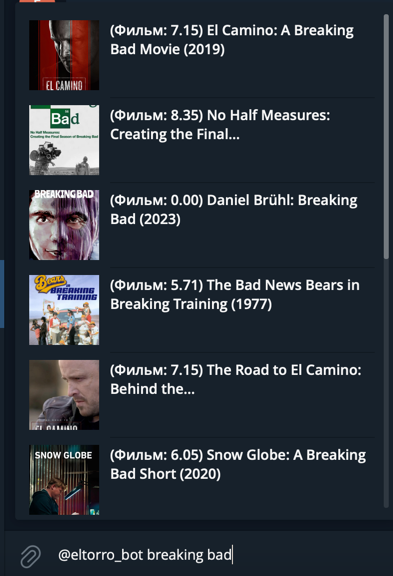 EL CAMINO
(Фильм: 7.15) El Camino: A Breaking
Bad Movie (2019)
Bad
No Half Measures:
Creating the Final Season of Breaking Bad
(Фильм: 8.35) No Half Measures:
Creating the Final...
BREAKING BAD
(Фильм: 0.00) Daniel Brühl: Breaking
Bad (2023)
Bears
in
BREAKING
TRAINING
(Фильм: 5.71) The Bad News Bears in
Breaking Training (1977)
EL CAMINO
(Фильм: 7.15) The Road to El Camino:
Behind the...
SNOW GLOBE
(Фильм: 6.05) Snow Globe: A Breaking
Bad Short (2020)
@eltorro_bot breaking bad